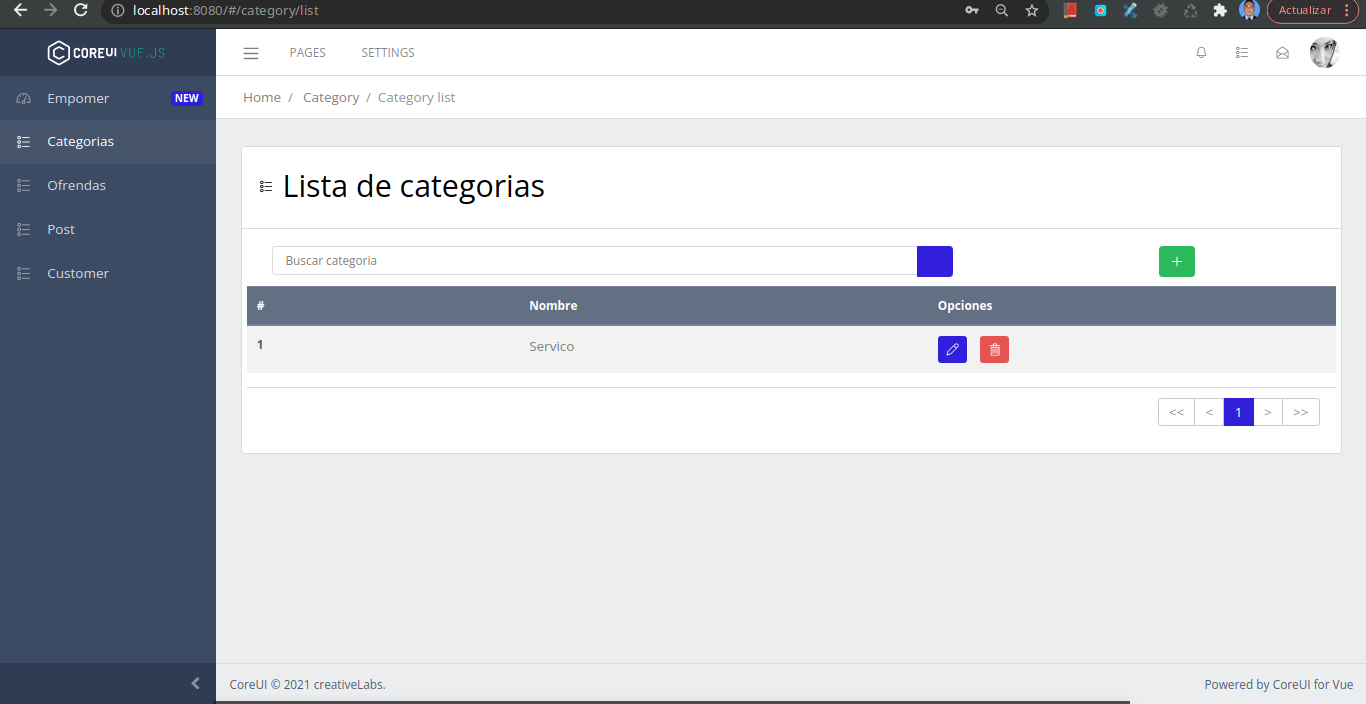 localhost:8080/#/category/list
Actualizar
COREUI VUE.JS
PAGES SETTINGS
Empomer NEW
Home / Category / Category list
Categorias
Ofrendas
Post
Customer
Lista de categorias
Buscar categoria
+
# Nombre Opciones
1 Servico
<< < 1 > >>
CoreUI © 2021 creativeLabs.
Powered by CoreUI for Vue